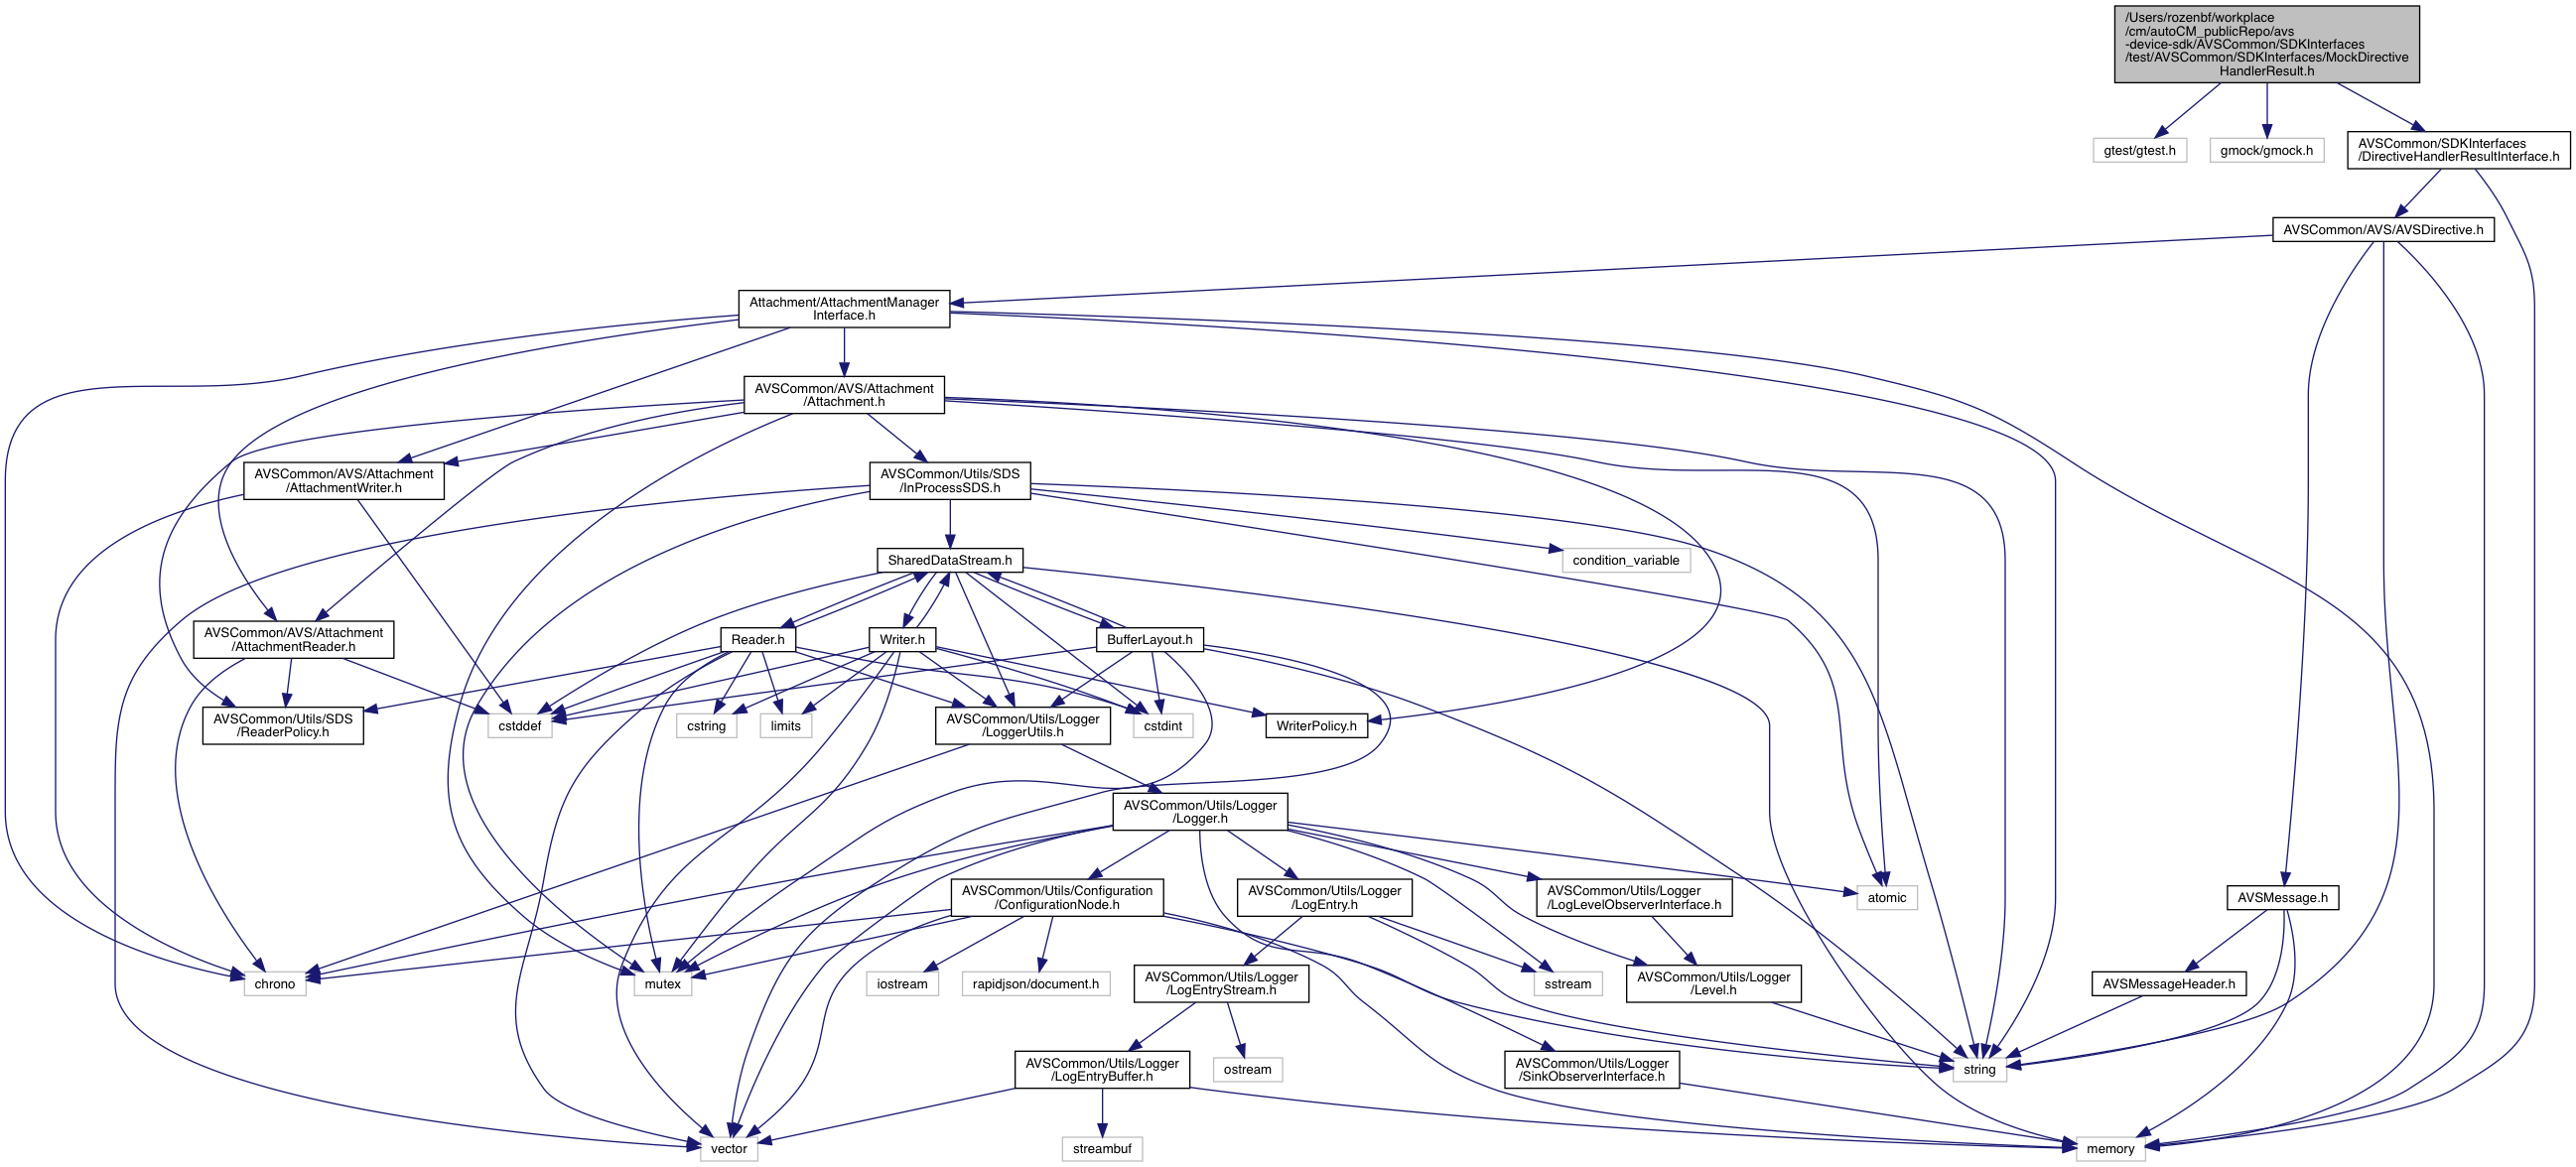 /Users/rozenbf/workplace
/cm/autoCM_publicRepo/avs
-device-sdk/AVSCommon/SDKInterfaces
/test/AVSCommon/SDKInterfaces/MockDirective
HandlerResult.h
gtest/gtest.h
gmock/gmock.h
AVSCommon/SDKInterfaces
/DirectiveHandlerResultInterface.h
AVSCommon/AVS/AVSDirective.h
Attachment/AttachmentManager
Interface.h
AVSCommon/AVS/Attachment
/Attachment.h
AVSCommon/AVS/Attachment
/AttachmentWriter.h
AVSCommon/Utils/SDS
/InProcessSDS.h
SharedDataStream.h
condition_variable
AVSCommon/AVS/Attachment
/AttachmentReader.h
Reader.h
Writer.h
BufferLayout.h
AVSCommon/Utils/SDS
/ReaderPolicy.h
cstddef
cstring
limits
AVSCommon/Utils/Logger
/LoggerUtils.h
cstdint
WriterPolicy.h
AVSCommon/Utils/Logger
/Logger.h
AVSCommon/Utils/Configuration
/ConfigurationNode.h
AVSCommon/Utils/Logger
/LogEntry.h
AVSCommon/Utils/Logger
/LogLevelObserverInterface.h
atomic
AVSMessage.h
chrono
mutex
iostream
rapidjson/document.h
AVSCommon/Utils/Logger
/LogEntryStream.h
sstream
AVSCommon/Utils/Logger
/Level.h
AVSMessageHeader.h
AVSCommon/Utils/Logger
/LogEntryBuffer.h
ostream
AVSCommon/Utils/Logger
/SinkObserverInterface.h
string
vector
streambuf
memory